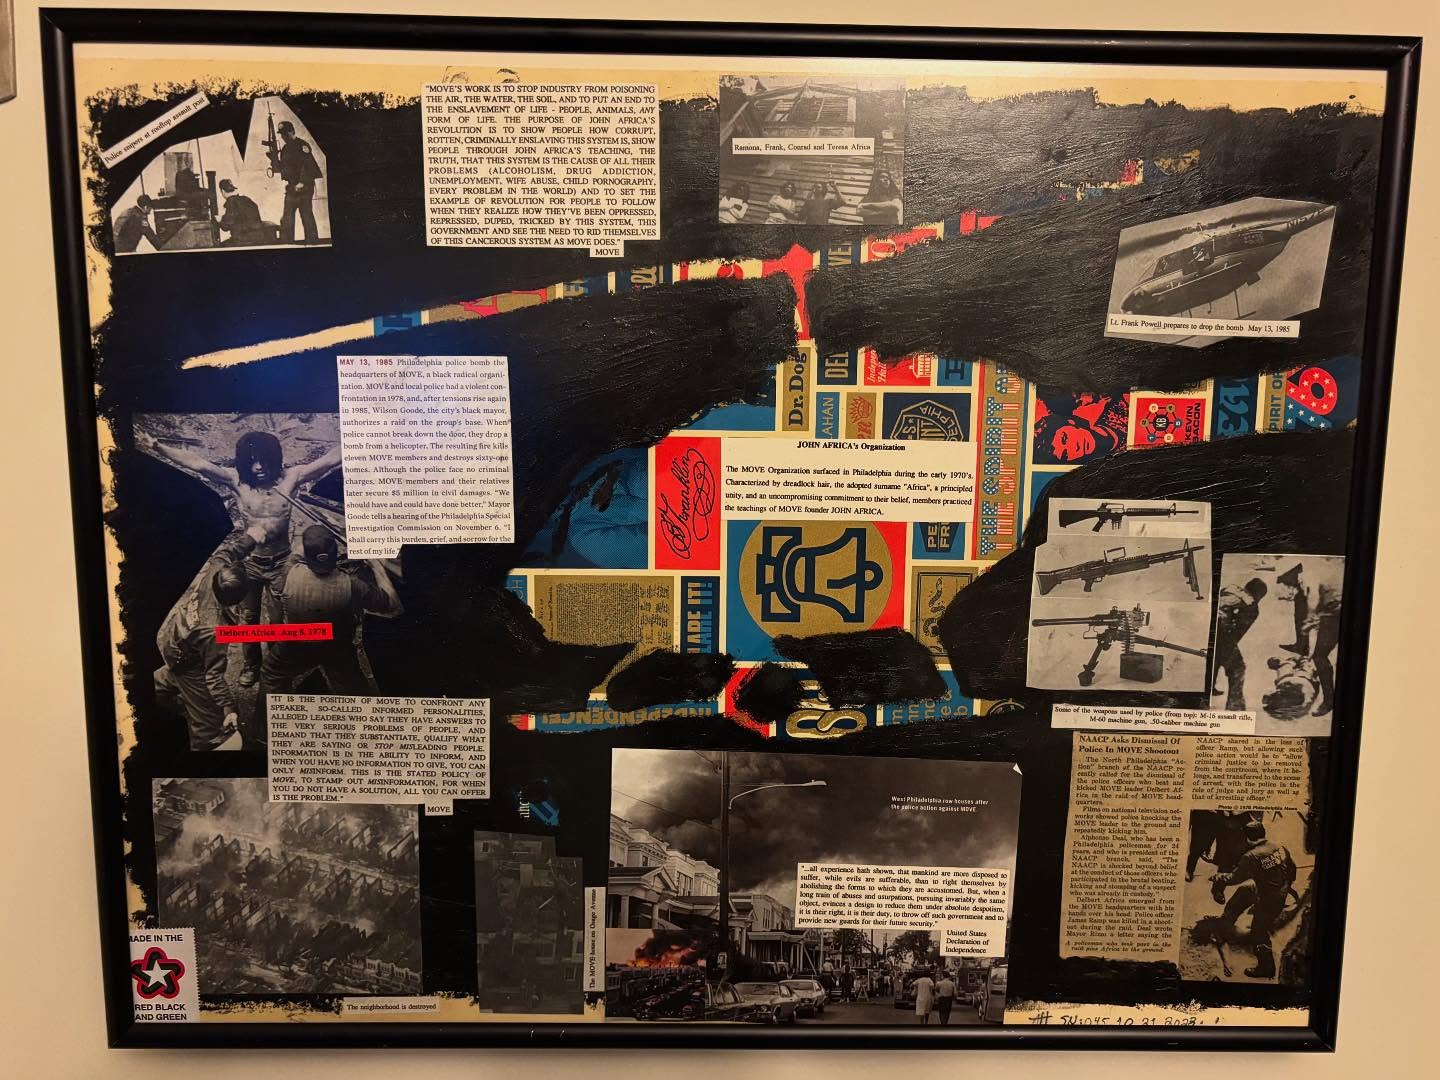 Police snipers at rooftop assault post
"MOVE'S WORK IS TO STOP INDUSTRY FROM POISONING
THE AIR, THE WATER, THE SOIL, AND TO PUT AN END TO
THE ENSLAVEMENT OF LIFE - PEOPLE, ANIMALS, ANY
FORM OF LIFE. THE PURPOSE OF JOHN AFRICA'S
REVOLUTION IS TO SHOW PEOPLE HOW CORRUPT,
ROTTEN, CRIMINALLY ENSLAVING THIS SYSTEM IS, SHOW
PEOPLE THROUGH JOHN AFRICA'S TEACHING, THE
TRUTH, THAT THIS SYSTEM IS THE CAUSE OF ALL THEIR
PROBLEMS (ALCOHOLISM, DRUG ADDICTION,
UNEMPLOYMENT, WIFE ABUSE, CHILD PORNOGRAPHY,
EVERY PROBLEM IN THE WORLD) AND TO SET THE
EXAMPLE OF REVOLUTION FOR PEOPLE TO FOLLOW
WHEN THEY REALIZE HOW THEY'VE BEEN OPPRESSED,
REPRESSED, DUPED, TRICKED BY THIS SYSTEM, THIS
GOVERNMENT AND SEE THE NEED TO RID THEMSELVES
OF THIS CANCEROUS SYSTEM AS MOVE DOES."
MOVE
Ramona, Frank, Conrad and Teresa Africa
Lt. Frank Powell prepares to drop the bomb May 13, 1985
MAY 13, 1985 Philadelphia police bomb the
headquarters of MOVE, a black radical organi-
zation. MOVE and local police had a violent con-
frontation in 1978, and, after tensions rise again
in 1985, Wilson Goode, the city's black mayor,
authorizes a raid on the group's base. When
police cannot break down the door, they drop a
bomb from a helicopter. The resulting fire kills
eleven MOVE members and destroys sixty-one
homes. Although the police face no criminal
charges, MOVE members and their relatives
later secure $5 million in civil damages. "We
should have and could have done better," Mayor
Goode tells a hearing of the Philadelphia Special
Investigation Commission on November 6. "I
shall carry this burden, grief, and sorrow for the
rest of my life."
Dr. Dog
DEL
Hall
KB
KEVIN
BACON
SPIRIT OF
B Franklin
THE SPIRIT
JOHN AFRICA's Organization
The MOVE Organization surfaced in Philadelphia during the early 1970's.
Characterized by dreadlock hair, the adopted surname "Africa", a principled
unity, and an uncompromising commitment to their belief, members practiced
the teachings of MOVE founder JOHN AFRICA.
LARE IT!
INDEPENDENCE!
Delbert Africa Aug 8, 1978
Some of the weapons used by police (from top): M-16 assault rifle,
M-60 machine gun, .50-caliber machine gun
"IT IS THE POSITION OF MOVE TO CONFRONT ANY
SPEAKER, SO-CALLED INFORMED PERSONALITIES,
ALLEGED LEADERS WHO SAY THEY HAVE ANSWERS TO
THE VERY SERIOUS PROBLEMS OF PEOPLE, AND
DEMAND THAT THEY SUBSTANTIATE, QUALIFY WHAT
THEY ARE SAYING OR STOP MISLEADING PEOPLE.
INFORMATION IS IN THE ABILITY TO INFORM, AND
WHEN YOU HAVE NO INFORMATION TO GIVE, YOU CAN
ONLY MISINFORM. THIS IS THE STATED POLICY OF
MOVE, TO STAMP OUT MISINFORMATION, FOR WHEN
YOU DO NOT HAVE A SOLUTION, ALL YOU CAN OFFER
IS THE PROBLEM."
MOVE
The neighborhood is destroyed
MADE IN THE
RED BLACK
AND GREEN
The MOVE house on Osage Avenue
West Philadelphia row houses after
the police action against MOVE
"...all experience hath shown, that mankind are more disposed to
suffer, while evils are sufferable, than to right themselves by
abolishing the forms to which they are accustomed. But, when a
long train of abuses and usurpations, pursuing invariably the same
object, evinces a design to reduce them under absolute despotism,
it is their right, it is their duty, to throw off such government and to
provide new guards for their future security."
United States
Declaration of
Independence
NAACP Asks Dismissal Of
Police In MOVE Shootout
The North Philadelphia "Ac-
tion" branch of the NAACP re-
cently called for the dismissal of
the police officers who beat and
kicked MOVE leader Delbert Af-
rica in the raid of MOVE head-
quarters.
Films on national television net-
works showed police knocking the
MOVE leader to the ground and
repeatedly kicking him.
Alphonso Deal, who has been a
Philadelphia policeman for 24
years, and who is president of the
NAACP branch, said, "The
NAACP is shocked beyond belief
at the conduct of those officers who
participated in the brutal beating,
kicking and stomping of a suspect
who was already in custody."
Delbert Africa emerged from
the MOVE headquarters with his
hands over his head. Police officer
James Ramp was killed in a shoot-
out during the raid. Deal wrote
Mayor Rizzo a letter saying the
NAACP shared in the loss of
officer Ramp, but allowing such
police action would be to "allow
criminal justice to be removed
from the courtroom, where it be-
longs, and transferred to the scene
of arrest, with the police in the
role of judge and jury as well as
that of arresting officer."
A policeman who took part in the
raid pins Africa to the ground.
SN:045 10.21.2023